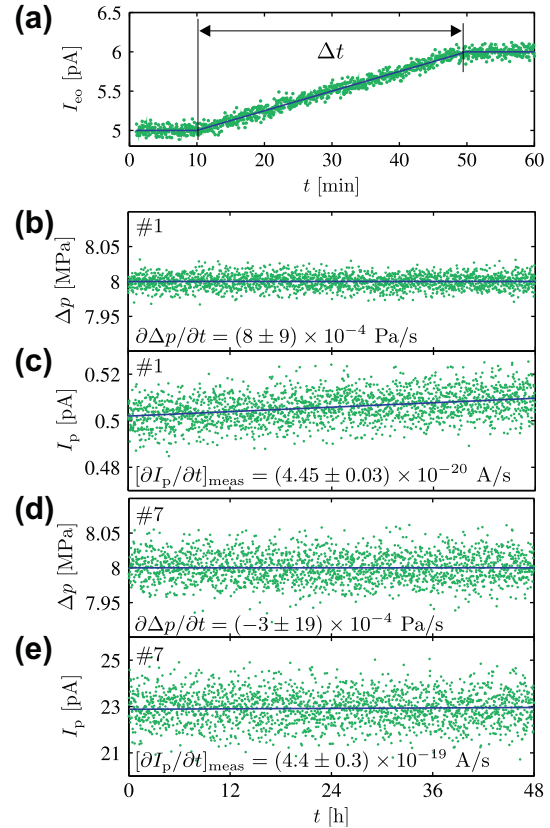 (a)
6
5
I_eo [pA]
Δt
0 10 20 30 40 50 60
t [min]
(b)
#1
8.05
8
7.95
Δp [MPa]
∂Δp/∂t = (8 ± 9) × 10⁻⁴ Pa/s
(c)
#1
0.52
0.5
0.48
I_p [pA]
[∂I_p/∂t]_meas = (4.45 ± 0.03) × 10⁻²⁰ A/s
(d)
#7
8.05
8
7.95
Δp [MPa]
∂Δp/∂t = (−3 ± 19) × 10⁻⁴ Pa/s
(e)
#7
25
23
21
I_p [pA]
[∂I_p/∂t]_meas = (4.4 ± 0.3) × 10⁻¹⁹ A/s
0 12 24 36 48
t [h]